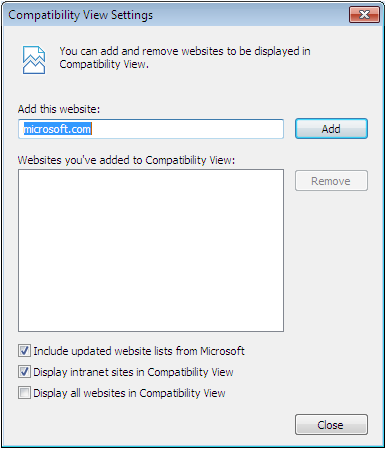 Compatibility View Settings
You can add and remove websites to be displayed in
Compatibility View.
Add this website:
microsoft.com
Add
Websites you've added to Compatibility View:
Remove
Include updated website lists from Microsoft
Display intranet sites in Compatibility View
Display all websites in Compatibility View
Close